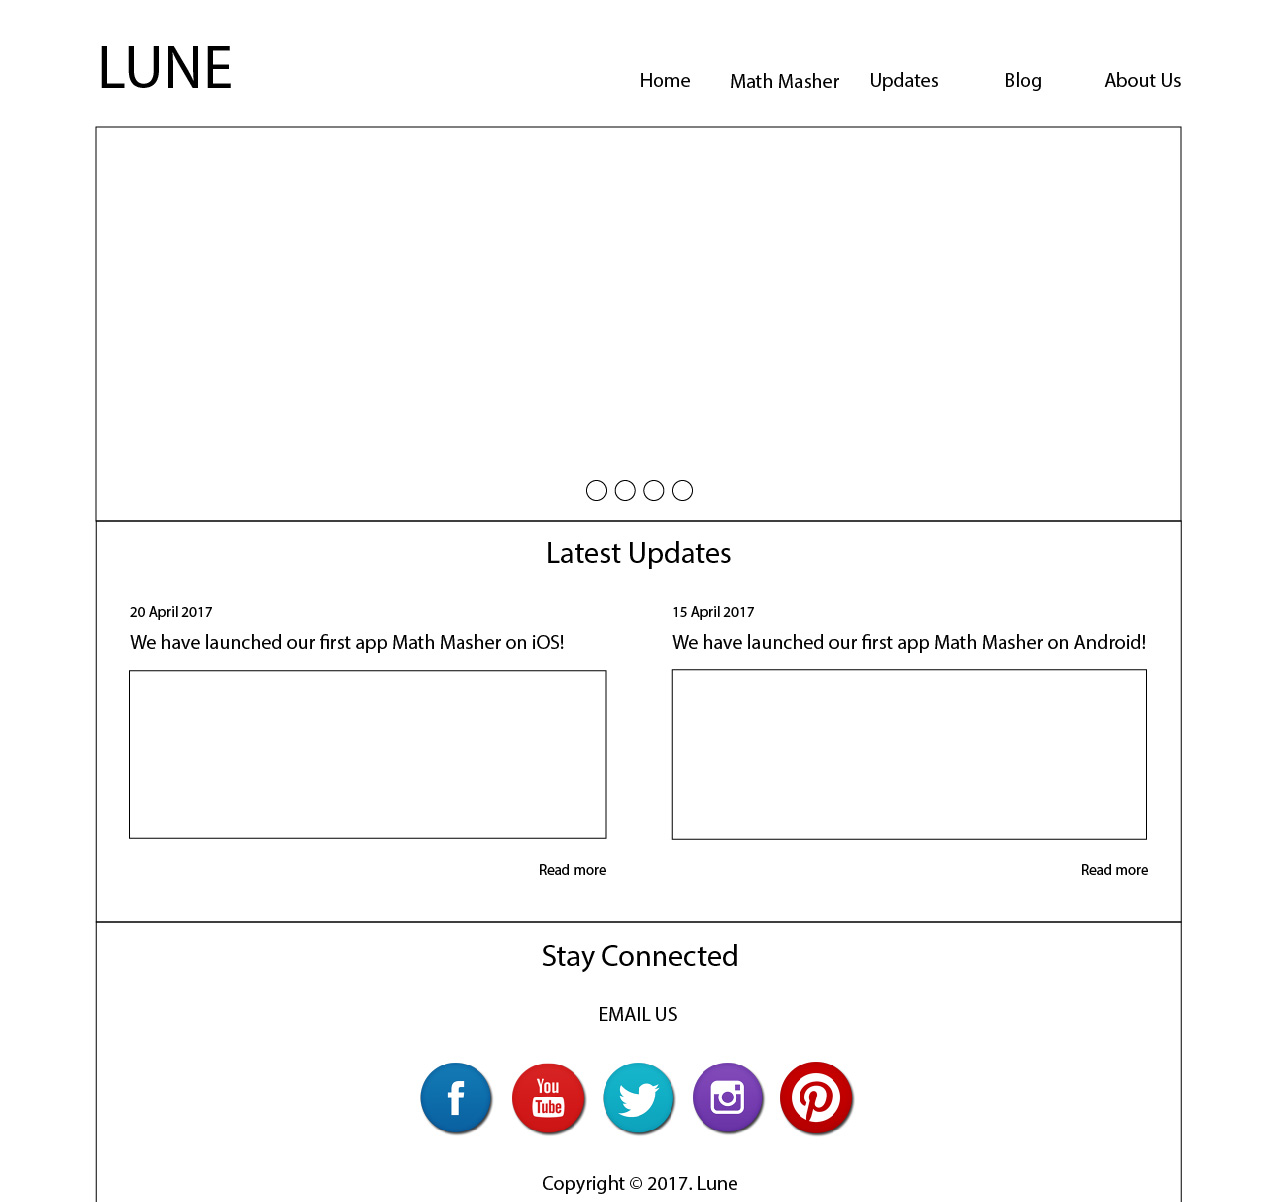 LUNE
Home Math Masher Updates Blog About Us
Latest Updates
20 April 2017
We have launched our first app Math Masher on iOS!
Read more
15 April 2017
We have launched our first app Math Masher on Android!
Read more
Stay Connected
EMAIL US
f
You
Tube
Copyright © 2017. Lune